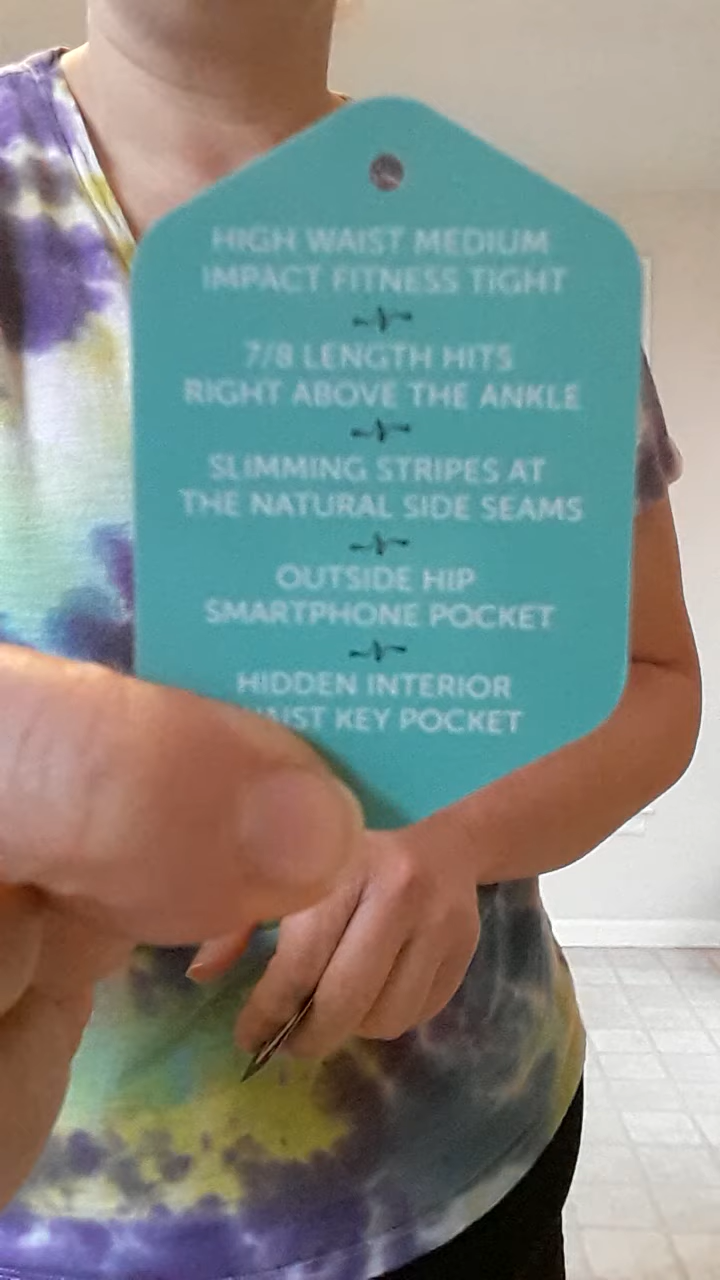 HIGH WAIST MEDIUM
IMPACT FITNESS TIGHT
7/8 LENGTH HITS
RIGHT ABOVE THE ANKLE
SLIMMING STRIPES AT
THE NATURAL SIDE SEAMS
OUTSIDE HIP
SMARTPHONE POCKET
HIDDEN INTERIOR
WAIST KEY POCKET